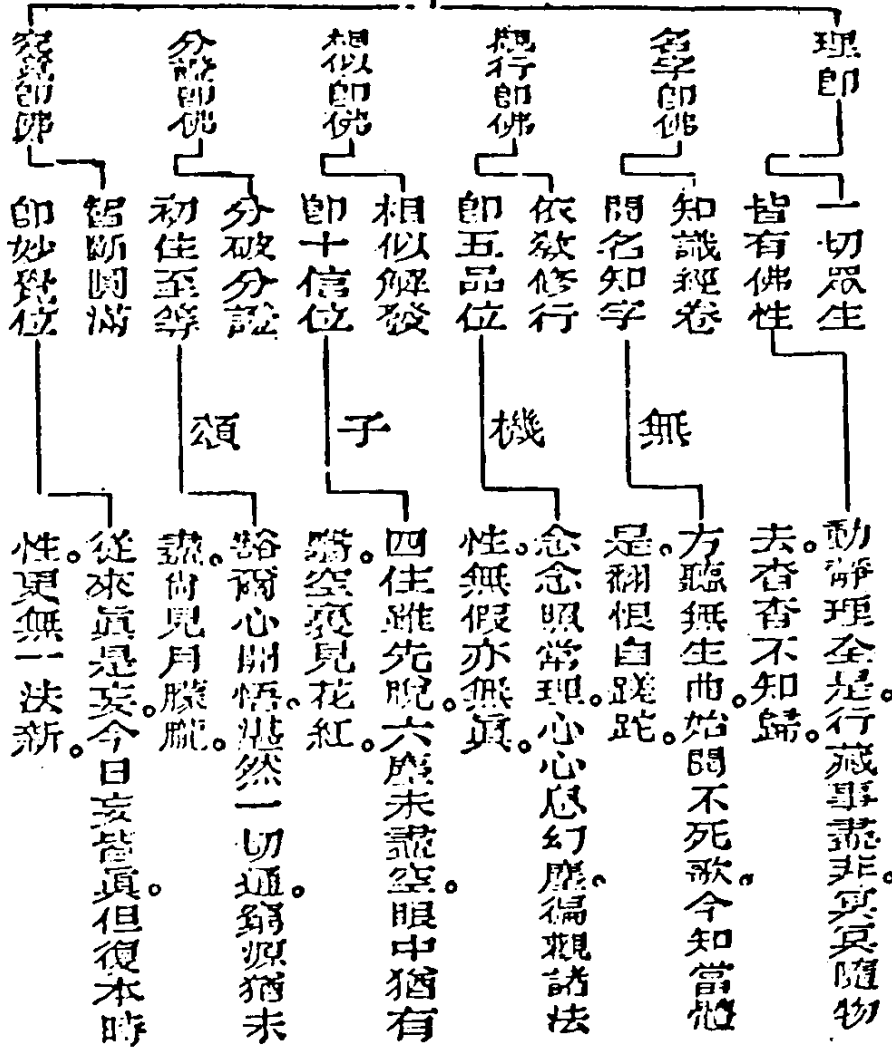 理即
名字即佛
觀行即佛
相似即佛
分證即佛
究竟即佛
一切眾生
皆有佛性
知識經卷
聞名知字
依教修行
即五品位
相似解發
即十信位
分破分證
初住至等
智斷圓滿
即妙覺位
無機子頌
動靜理全是。行藏事盡非。冥冥隨物
去。杳杳不知歸。
方聽無生曲。始聞不死歌。今知當體
是。翻恨自蹉跎。
念念照常理。心心息幻塵。徧觀諸法
性。無假亦無眞。
四住雖先脫。六塵未盡空。眼中猶有
翳。空裏見花紅。
豁爾心開悟。湛然一切通。窮源猶未
盡。尚見月朦朧。
從來眞是妄。今日妄皆眞。但復本時
性。更無一法新。